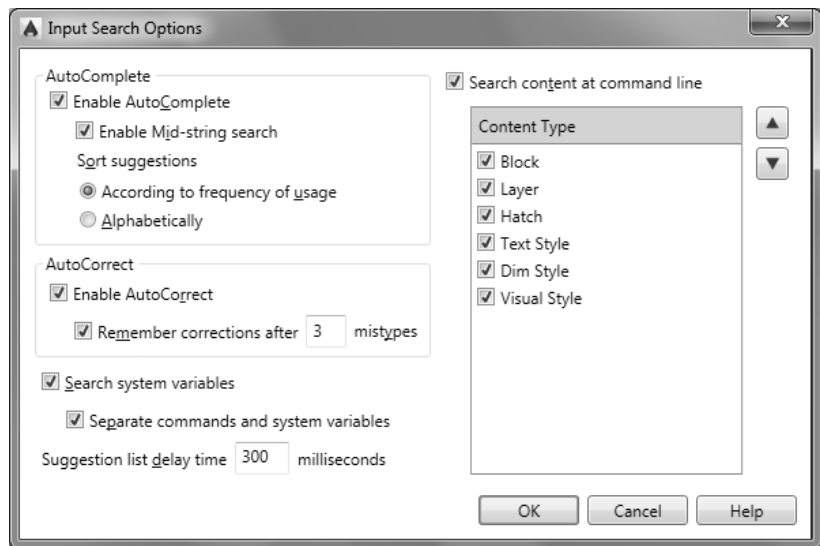 Input Search Options
x
AutoComplete
Enable AutoComplete
Enable Mid-string search
Sort suggestions
According to frequency of usage
Alphabetically
AutoCorrect
Enable AutoCorrect
Remember corrections after 3 mistypes
Search system variables
Separate commands and system variables
Suggestion list delay time 300 milliseconds
Search content at command line
Content Type
Block
Layer
Hatch
Text Style
Dim Style
Visual Style
OK Cancel Help